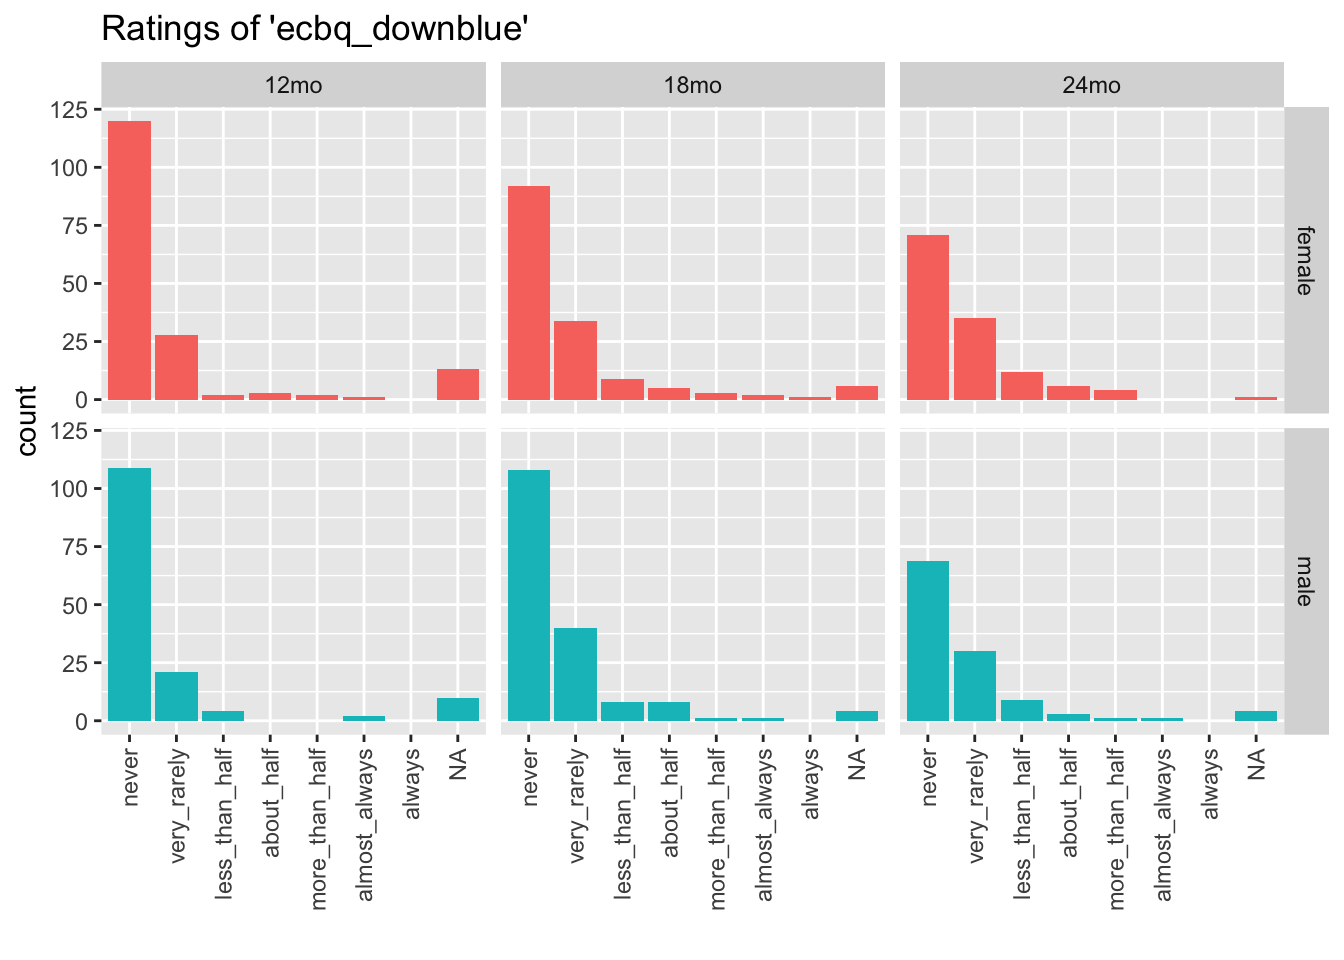 Ratings of 'ecbq_downblue'
12mo 18mo 24mo
125
100
75
50
25
0
female
count
125
100
75
50
25
0
male
never very_rarely less_than_half about_half more_than_half almost_always always NA
never very_rarely less_than_half about_half more_than_half almost_always always NA
never very_rarely less_than_half about_half more_than_half almost_always always NA